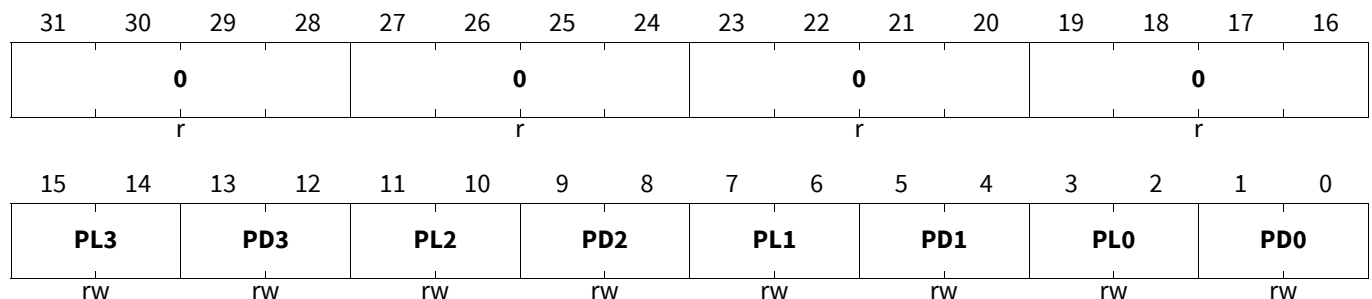 31 30 29 28 27 26 25 24 23 22 21 20 19 18 17 16
0 0 0 0
r r r r
15 14 13 12 11 10 9 8 7 6 5 4 3 2 1 0
PL3 PD3 PL2 PD2 PL1 PD1 PL0 PD0
rw rw rw rw rw rw rw rw